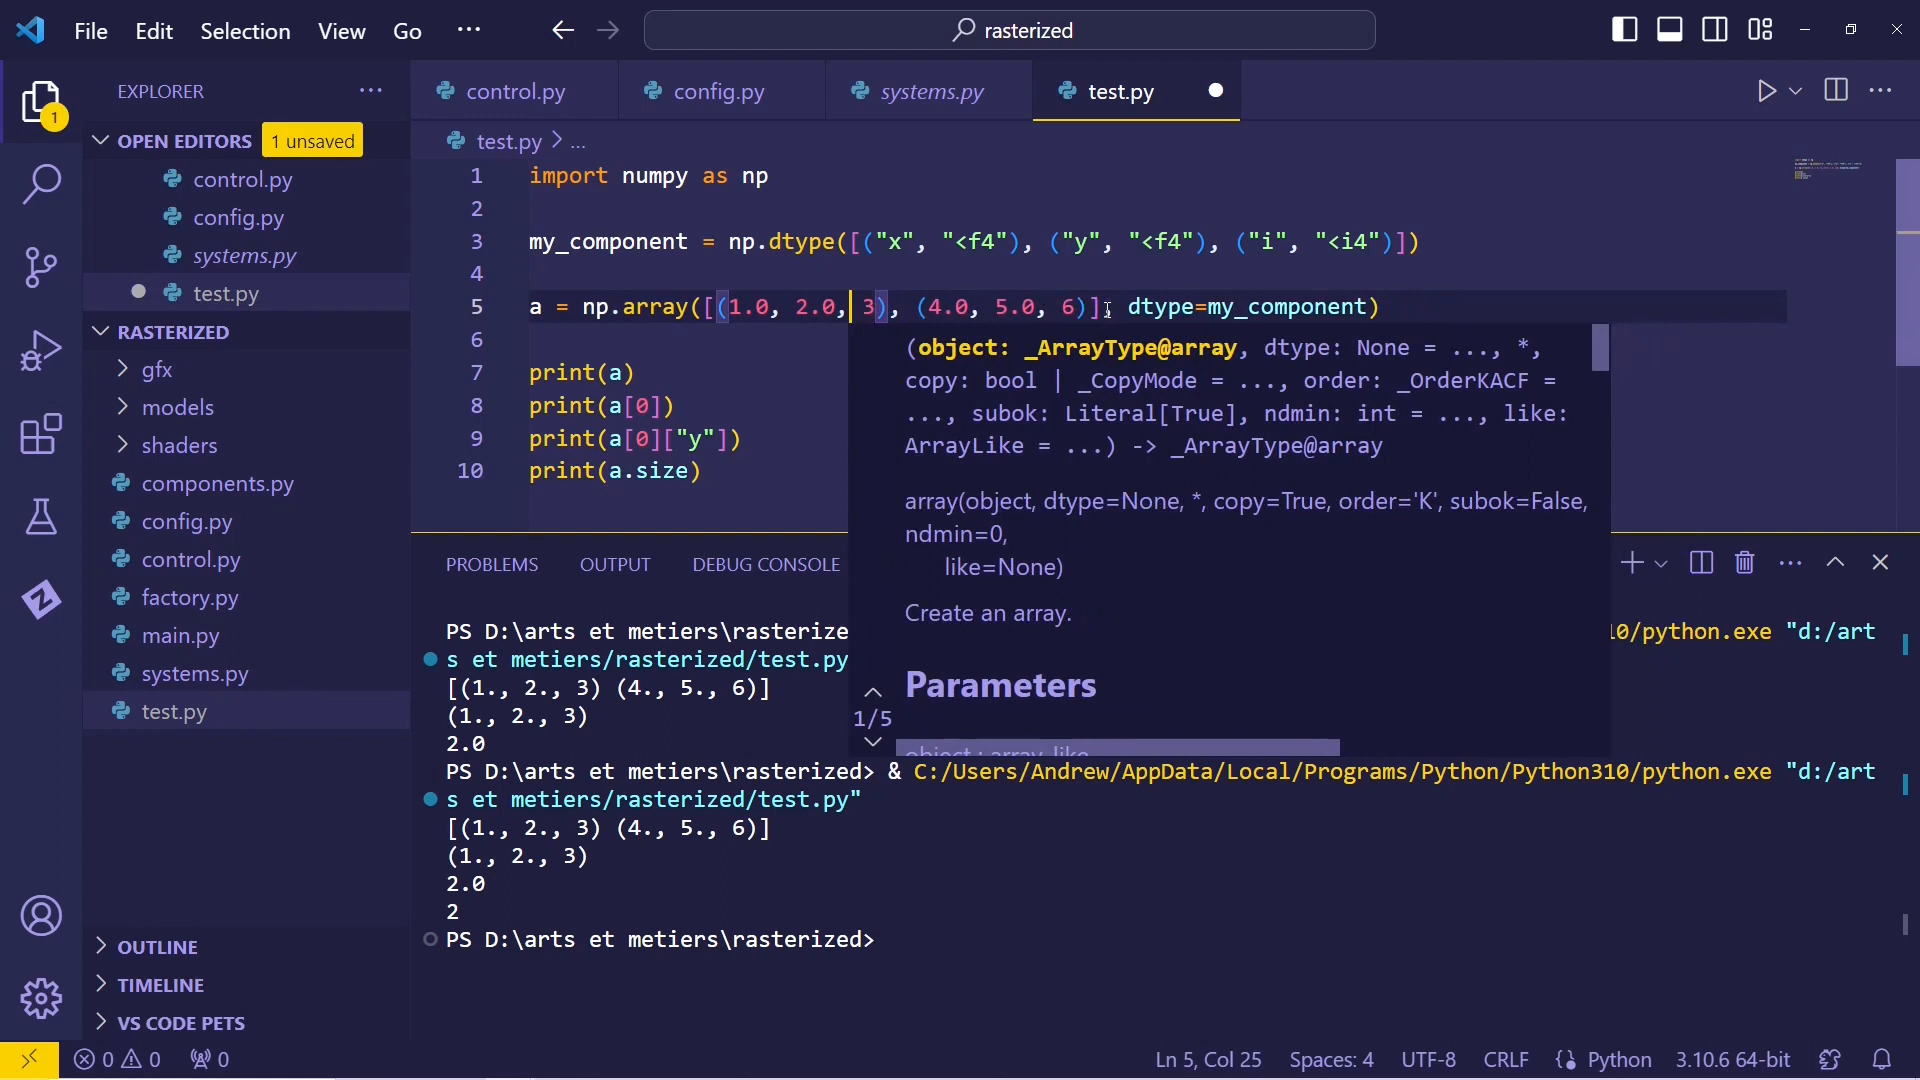 File Edit Selection View Go ··· rasterized
EXPLORER ···
OPEN EDITORS 1 unsaved
control.py
config.py
systems.py
test.py
RASTERIZED
gfx
models
shaders
components.py
config.py
control.py
factory.py
main.py
systems.py
test.py
OUTLINE
TIMELINE
VS CODE PETS
1
control.py config.py systems.py test.py
test.py > ...
1 import numpy as np
2
3 my_component = np.dtype([("x", "<f4"), ("y", "<f4"), ("i", "<i4")])
4
5 a = np.array([(1.0, 2.0, 3), (4.0, 5.0, 6)], dtype=my_component)
6
7 print(a)
8 print(a[0])
9 print(a[0]["y"])
10 print(a.size)
(object: _ArrayType@array, dtype: None = ..., *,
copy: bool | _CopyMode = ..., order: _OrderKACF =
..., subok: Literal[True], ndmin: int = ..., like:
ArrayLike = ...) -> _ArrayType@array
array(object, dtype=None, *, copy=True, order='K', subok=False,
ndmin=0,
like=None)
Create an array.
Parameters
1/5
object : array_like
PROBLEMS OUTPUT DEBUG CONSOLE
PS D:\arts et metiers\rasterize 10/python.exe "d:/art
s et metiers/rasterized/test.py
[(1., 2., 3) (4., 5., 6)]
(1., 2., 3)
2.0
PS D:\arts et metiers\rasterized> & C:/Users/Andrew/AppData/Local/Programs/Python/Python310/python.exe "d:/art
s et metiers/rasterized/test.py"
[(1., 2., 3) (4., 5., 6)]
(1., 2., 3)
2.0
2
PS D:\arts et metiers\rasterized>
0 0 0 Ln 5, Col 25 Spaces: 4 UTF-8 CRLF Python 3.10.6 64-bit